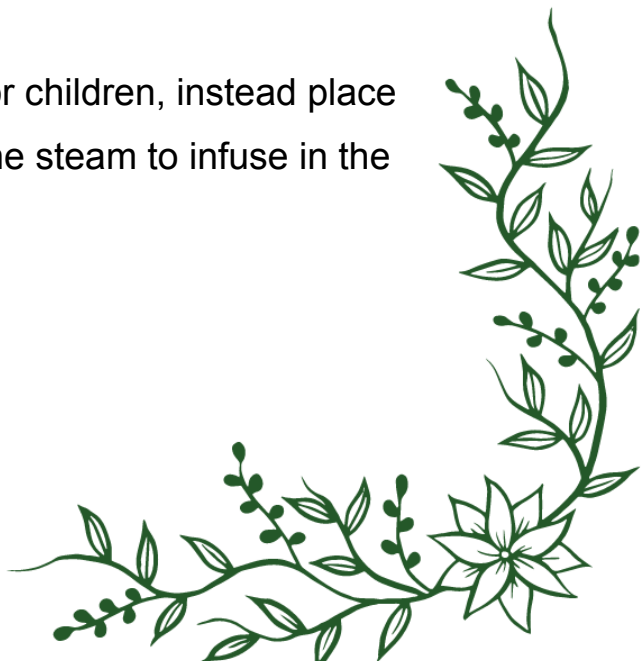 r children, instead place
e steam to infuse in the